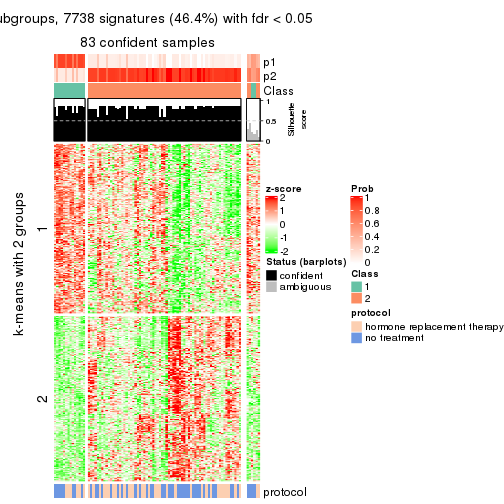 ubgroups, 7738 signatures (46.4%) with fdr < 0.05
83 confident samples
p1
p2
Class
1
0.5
0
Silhouette
score
k-means with 2 groups
1
2
z-score
2
1
0
-1
-2
Status (barplots)
confident
ambiguous
Prob
1
0.8
0.6
0.4
0.2
0
Class
1
2
protocol
hormone replacement therapy
no treatment
protocol